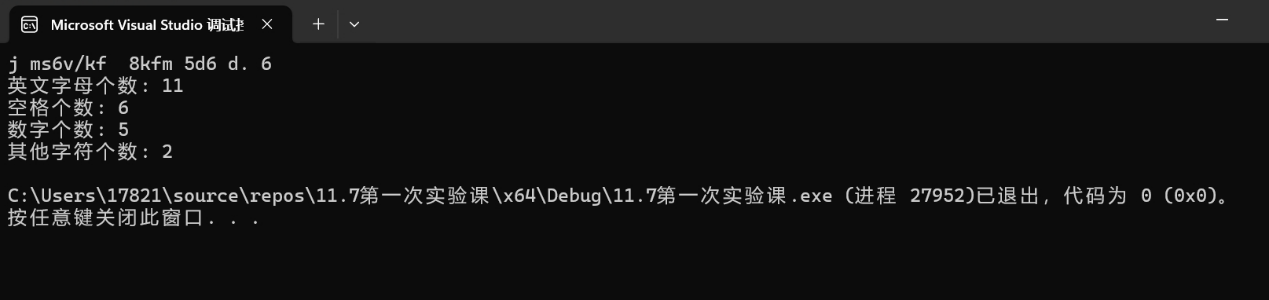 Microsoft Visual Studio 调试
j ms6v/kf  8kfm 5d6 d. 6
英文字母个数: 11
空格个数: 6
数字个数: 5
其他字符个数: 2
C:\Users\17821\source\repos\11.7第一次实验课\x64\Debug\11.7第一次实验课.exe (进程 27952)已退出，代码为 0 (0x0)。
按任意键关闭此窗口. . .